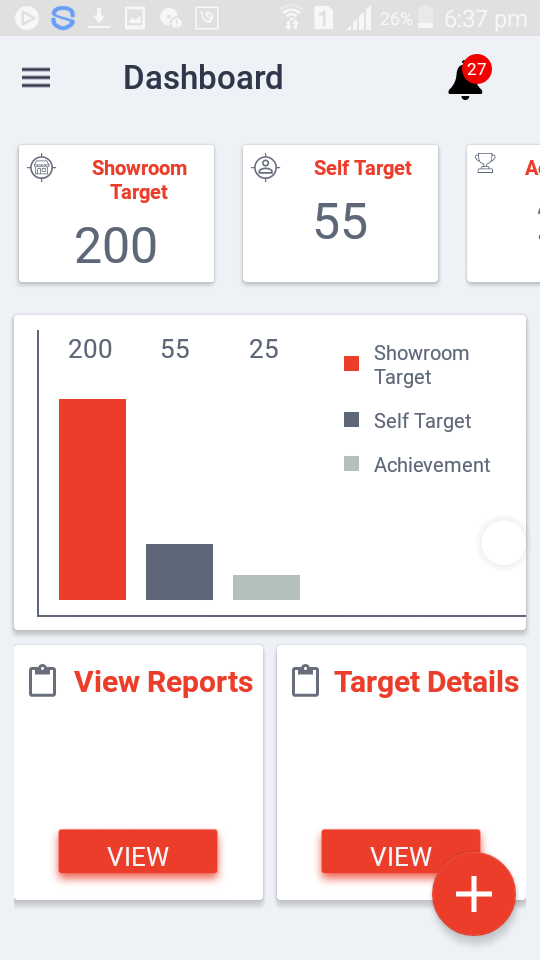 1 26% 6:37 pm
Dashboard
27
Showroom
Target
200
Self Target
55
200 55 25
Showroom
Target
Self Target
Achievement
View Reports
Target Details
VIEW
VIEW